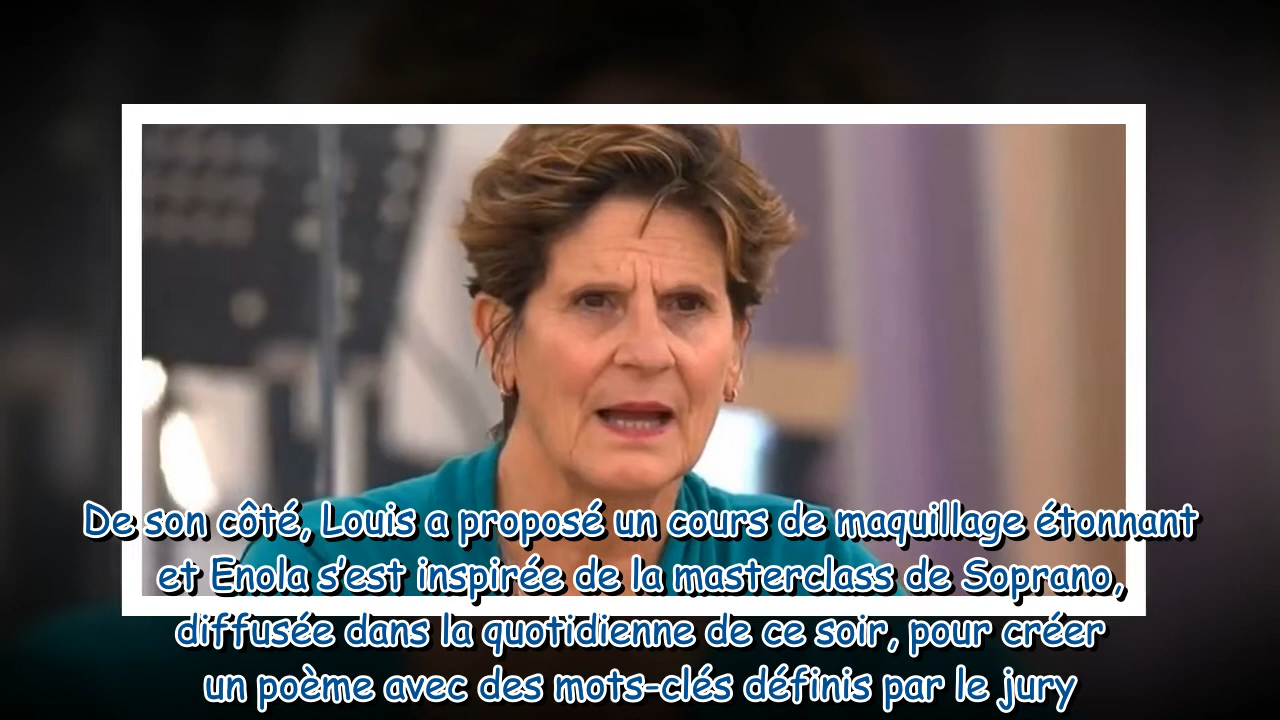 De son côté, Louis a proposé un cours de maquillage étonnant
et Enola s'est inspirée de la masterclass de Soprano,
diffusée dans la quotidienne de ce soir, pour créer
un poème avec des mots-clés définis par le jury